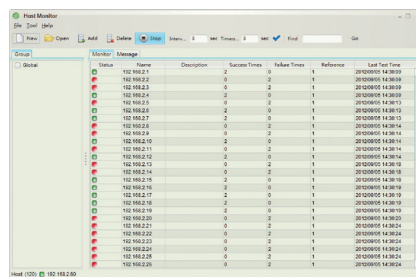 Host Monitor
File Tool Help
New Open Add Delete Stop Interv... 3 sec Timeo... 3 sec Find Go
Group Monitor Message
Global
Status Name Description Success Times Failure Times Reference Last Test Time
192.168.2.1 2 0 1 2012/09/05 14:38:09
192.168.2.2 0 2 1 2012/09/05 14:38:09
192.168.2.3 0 2 1 2012/09/05 14:38:09
192.168.2.4 2 0 1 2012/09/05 14:38:09
192.168.2.5 0 2 1 2012/09/05 14:38:13
192.168.2.6 2 0 1 2012/09/05 14:38:13
192.168.2.7 2 0 1 2012/09/05 14:38:14
192.168.2.8 0 2 1 2012/09/05 14:38:14
192.168.2.9 0 2 1 2012/09/05 14:38:14
192.168.2.10 2 0 1 2012/09/05 14:38:14
192.168.2.11 0 2 1 2012/09/05 14:38:14
192.168.2.12 2 0 1 2012/09/05 14:38:14
192.168.2.13 0 2 1 2012/09/05 14:38:18
192.168.2.14 0 2 1 2012/09/05 14:38:18
192.168.2.15 2 0 1 2012/09/05 14:38:18
192.168.2.16 2 0 1 2012/09/05 14:38:19
192.168.2.17 2 0 1 2012/09/05 14:38:19
192.168.2.18 2 0 1 2012/09/05 14:38:19
192.168.2.19 2 0 1 2012/09/05 14:38:19
192.168.2.20 0 2 1 2012/09/05 14:38:23
192.168.2.21 0 2 1 2012/09/05 14:38:24
192.168.2.22 0 2 1 2012/09/05 14:38:24
192.168.2.23 0 2 1 2012/09/05 14:38:24
192.168.2.24 0 2 1 2012/09/05 14:38:24
192.168.2.25 0 2 1 2012/09/05 14:38:24
192.168.2.26 0 2 1 2012/09/05 14:38:24
Host (120) 192.168.2.60